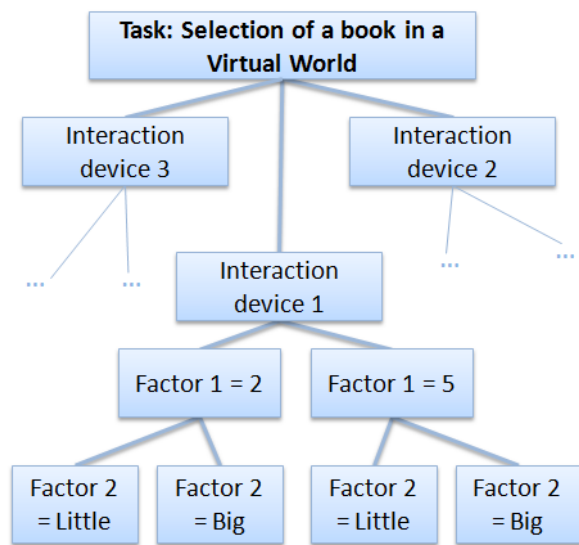 Task: Selection of a book in a
Virtual World
Interaction
device 3
Interaction
device 2
...
...
...
...
Interaction
device 1
Factor 1 = 2
Factor 1 = 5
Factor 2
= Little
Factor 2
= Big
Factor 2
= Little
Factor 2
= Big